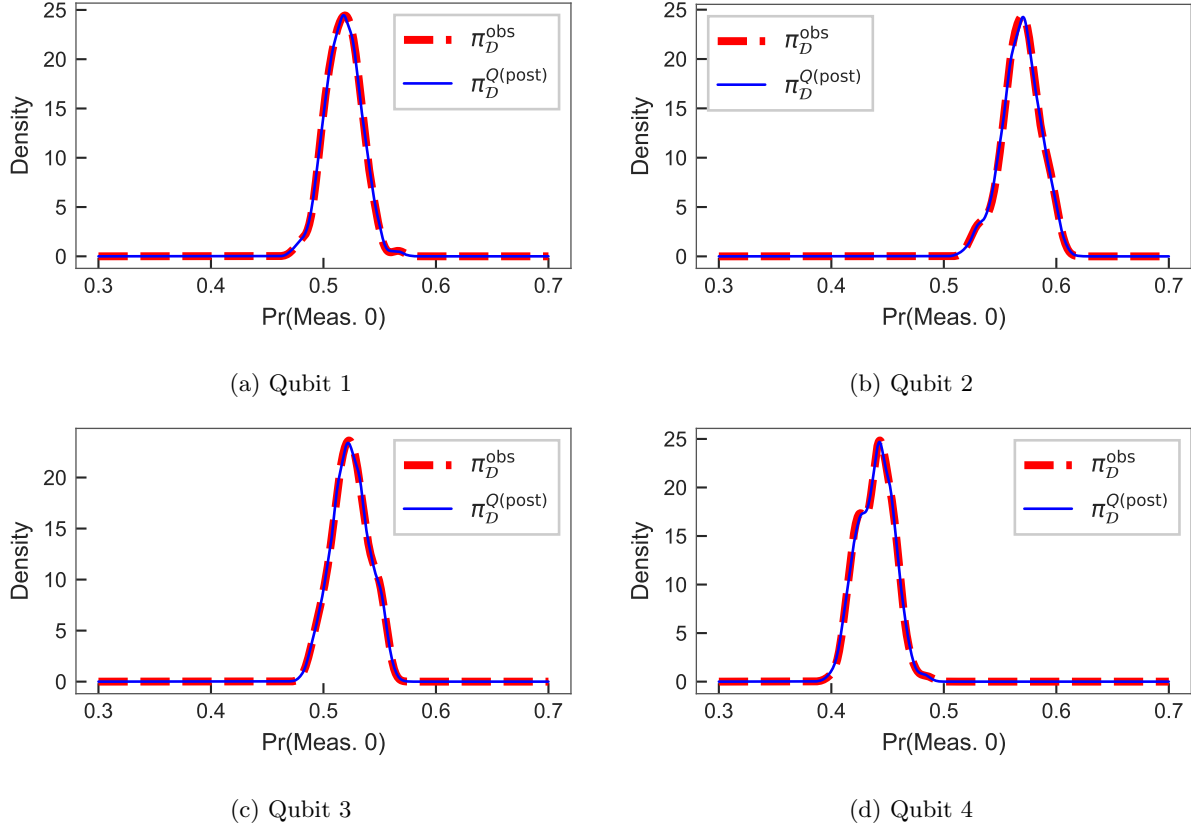 25
20
15
10
5
0
Density
π_D^obs
π_D^Q(post)
0.3 0.4 0.5 0.6 0.7
Pr(Meas. 0)
(a) Qubit 1
25
20
15
10
5
0
Density
π_D^obs
π_D^Q(post)
0.3 0.4 0.5 0.6 0.7
Pr(Meas. 0)
(b) Qubit 2
20
15
10
5
0
Density
π_D^obs
π_D^Q(post)
0.3 0.4 0.5 0.6 0.7
Pr(Meas. 0)
(c) Qubit 3
25
20
15
10
5
0
Density
π_D^obs
π_D^Q(post)
0.3 0.4 0.5 0.6 0.7
Pr(Meas. 0)
(d) Qubit 4